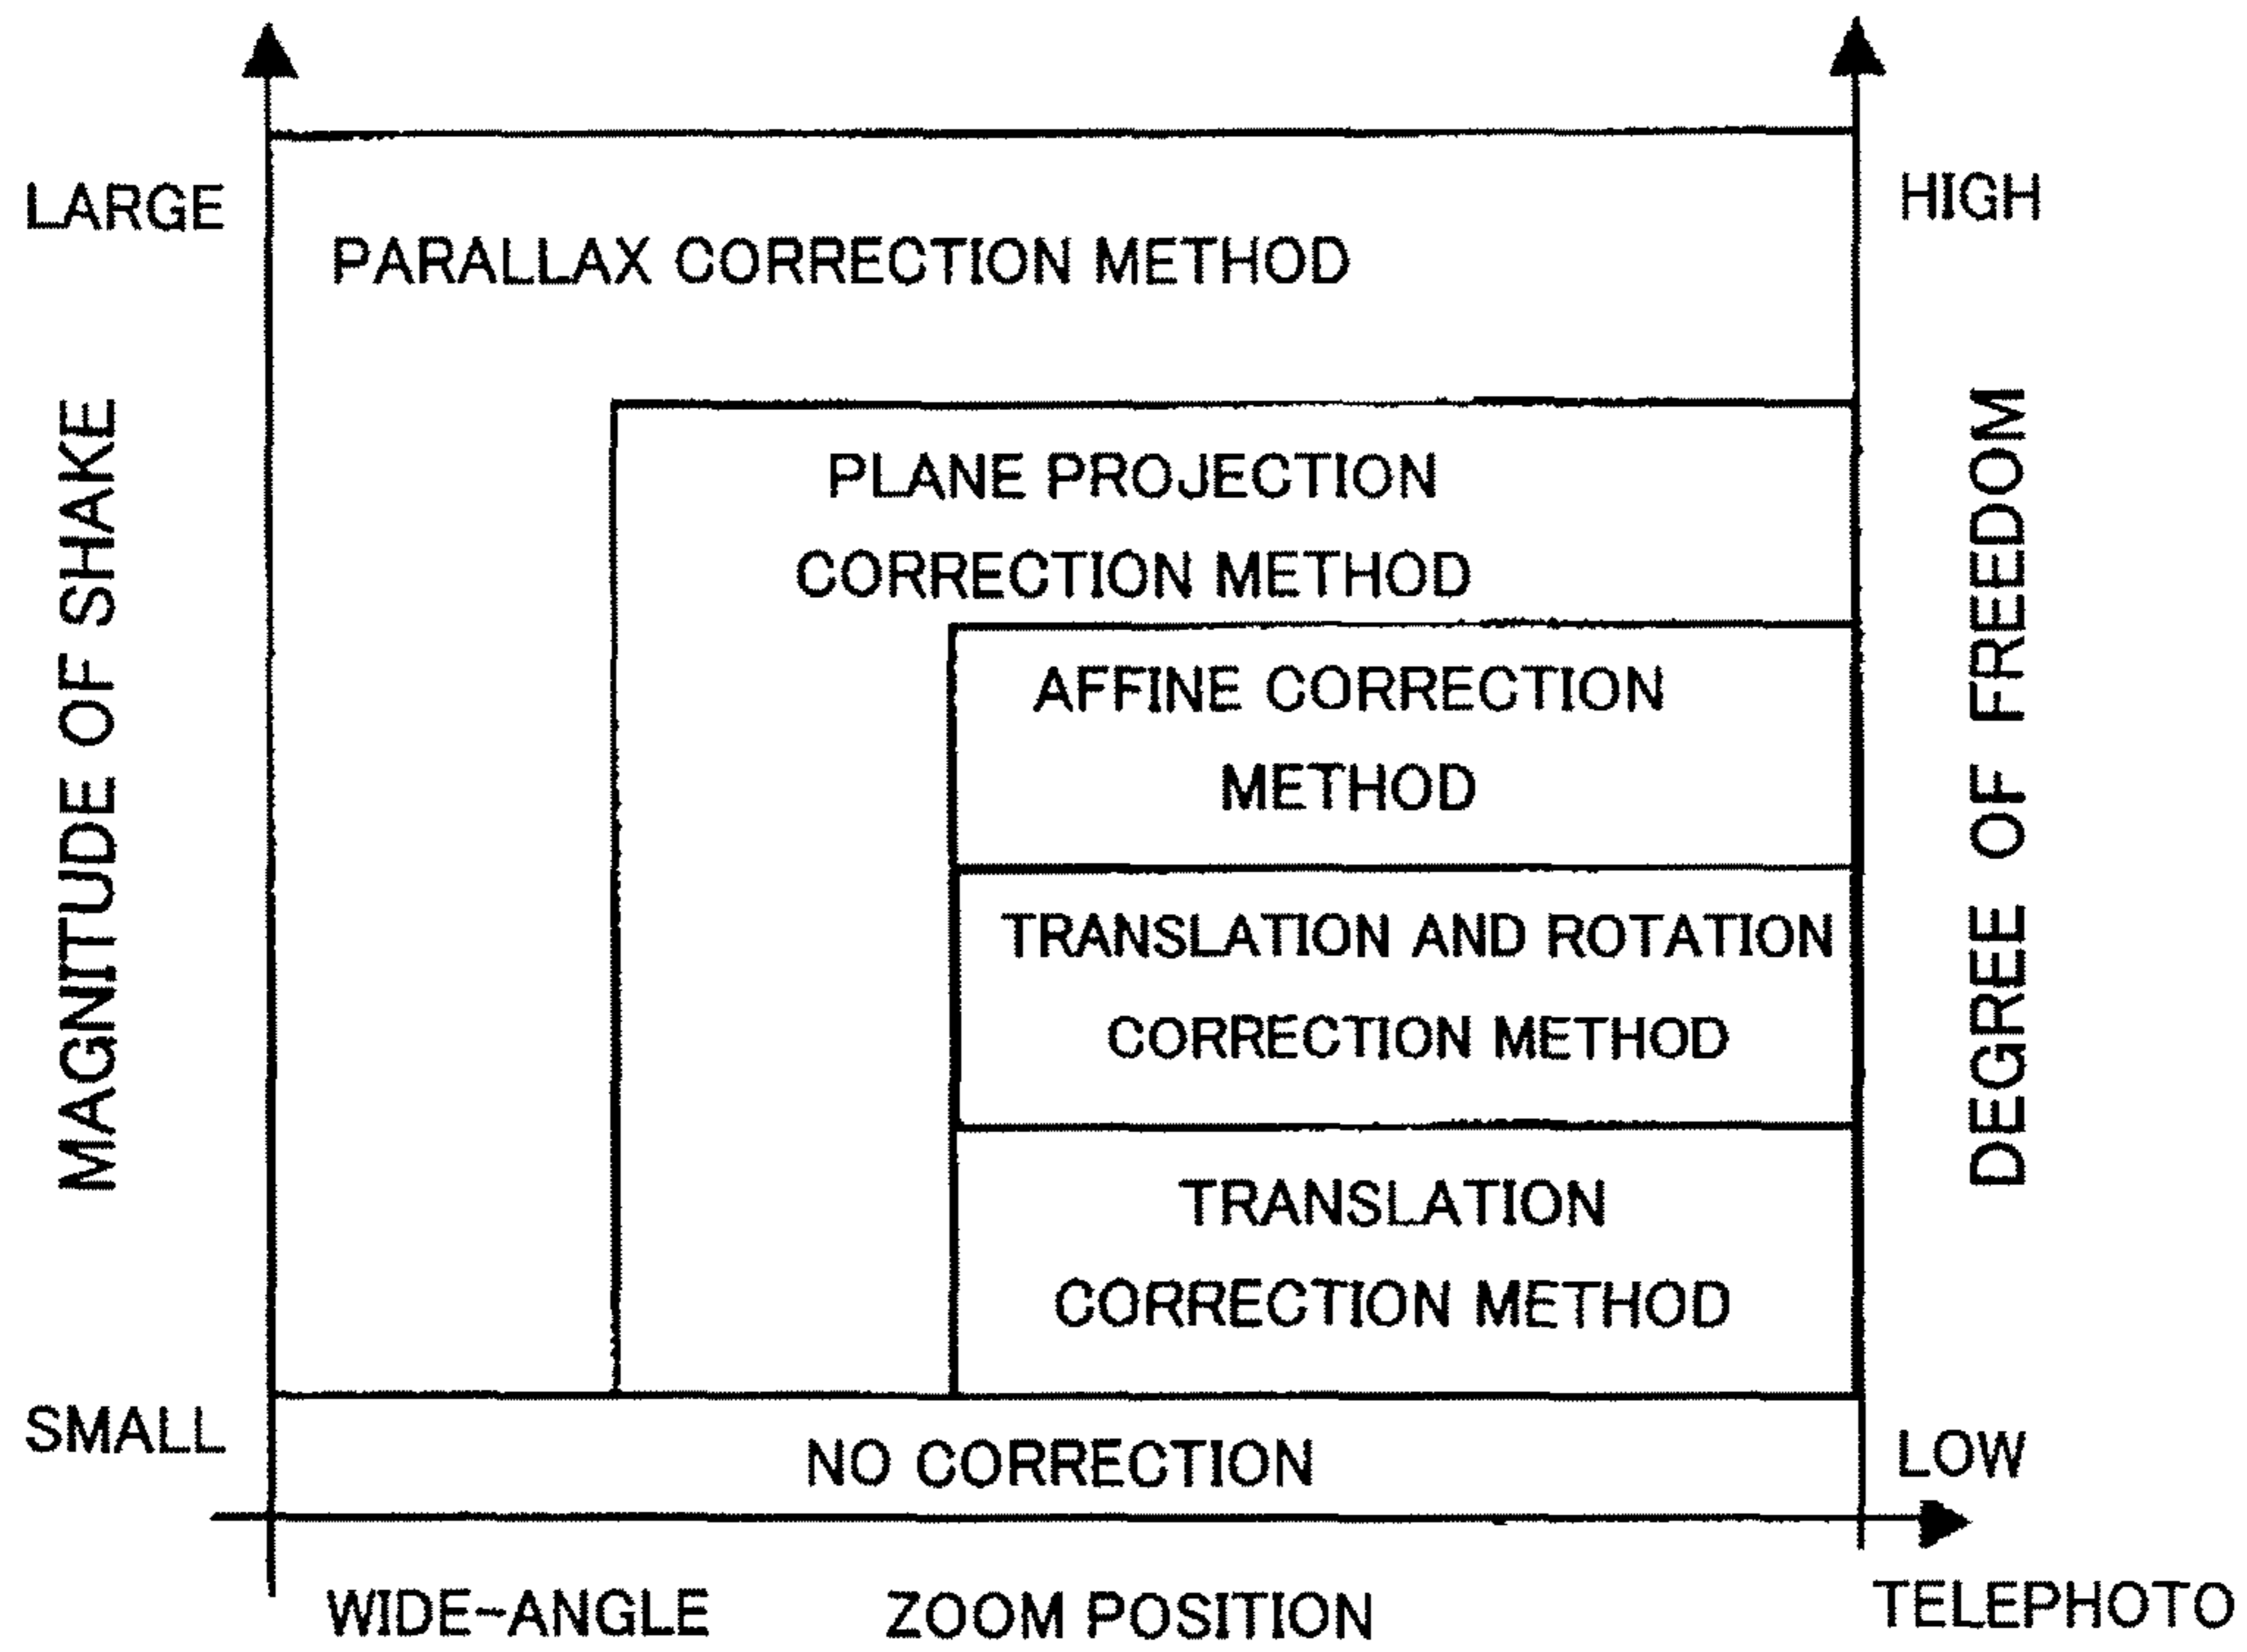 LARGE
HIGH
PARALLAX CORRECTION METHOD
MAGNITUDE OF SHAKE
DEGREE OF FREEDOM
PLANE PROJECTION
CORRECTION METHOD
AFFINE CORRECTION
METHOD
TRANSLATION AND ROTATION
CORRECTION METHOD
TRANSLATION
CORRECTION METHOD
SMALL
NO CORRECTION
LOW
WIDE-ANGLE
ZOOM POSITION
TELEPHOTO